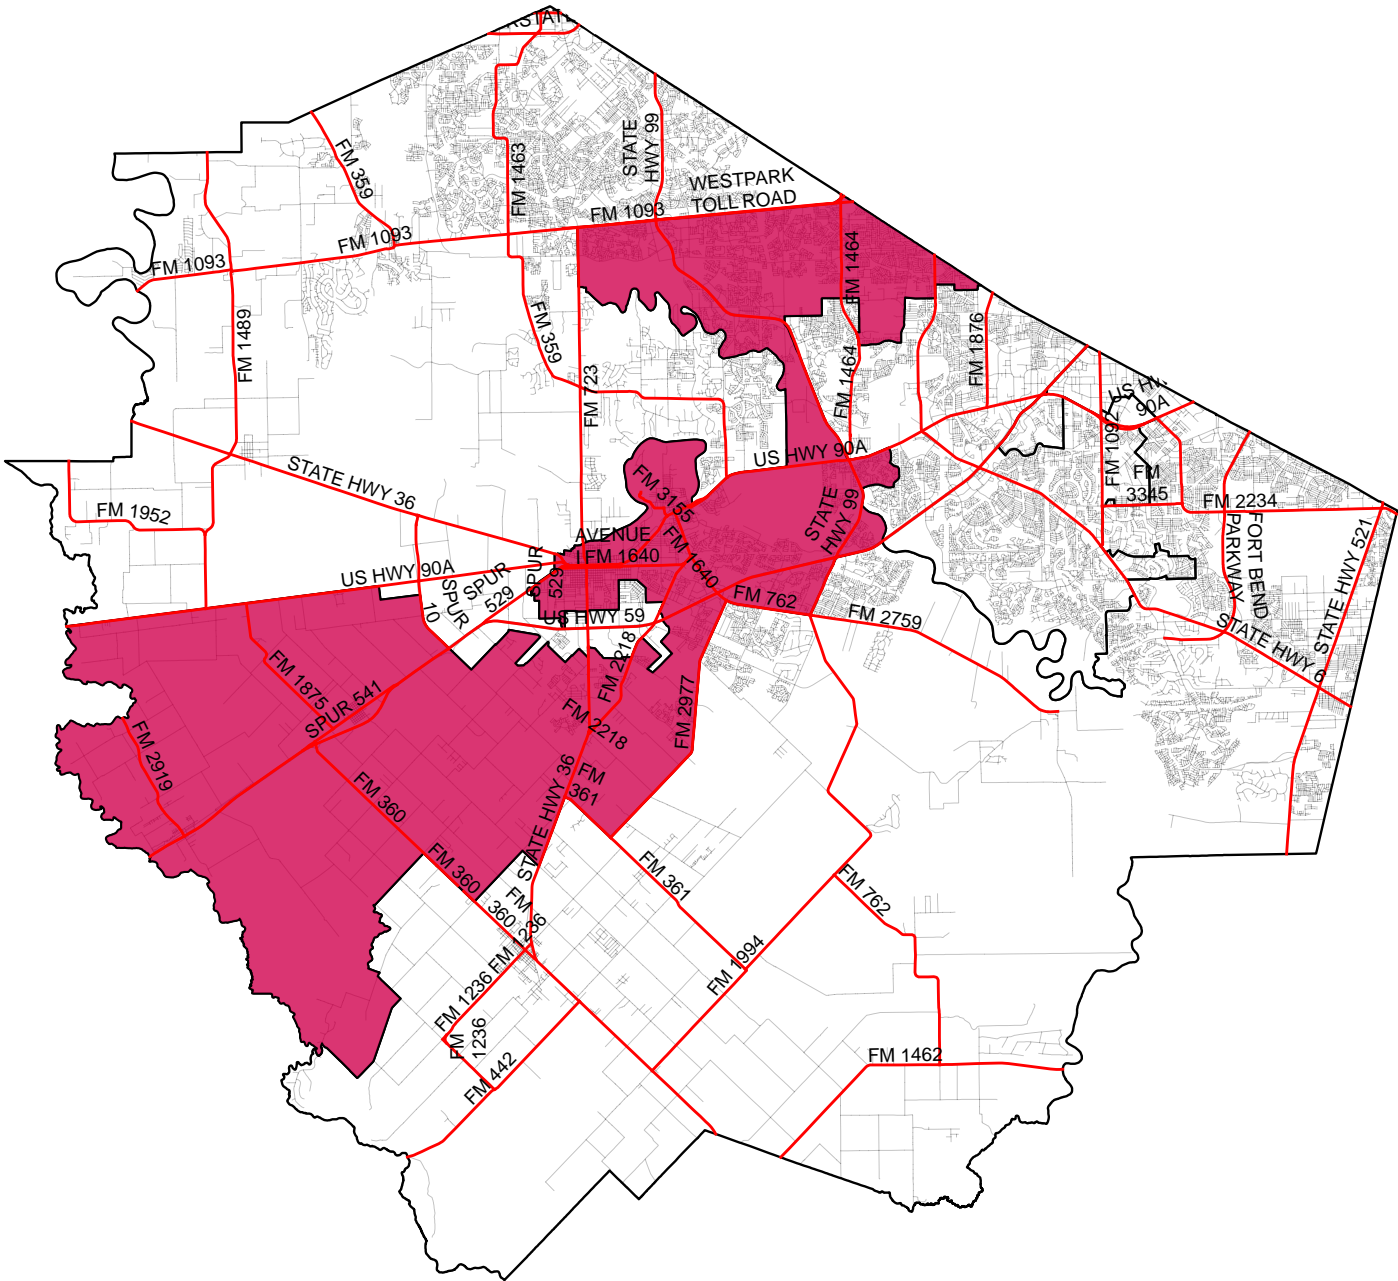 STATE
HWY 99
FM 359
FM 1463
WESTPARK
TOLL ROAD
FM 1093
FM 1093
FM 1093
FM 1464
FM 1489
FM 359
FM 1876
FM 1464
FM 723
90A
FM 1092
US HWY 90A
STATE HWY 36
FM 3155
FM
3345
FM 2234
FM 1952
STATE
HWY 99
FORT BEND
PARKWAY
STATE HWY 521
AVENUE
I FM 1640
FM 1640
US HWY 90A
SPUR
10
SPUR
529
SPUR
529
US HWY 59
FM 762
FM 2759
STATE HWY 6
FM 2218
FM 1875
SPUR 541
FM 2977
FM 2218
FM 2919
FM
361
STATE HWY 36
FM 360
FM 360
FM 361
FM
360
FM 762
FM 1236
FM 1994
FM 1236
FM
1236
FM 442
FM 1462